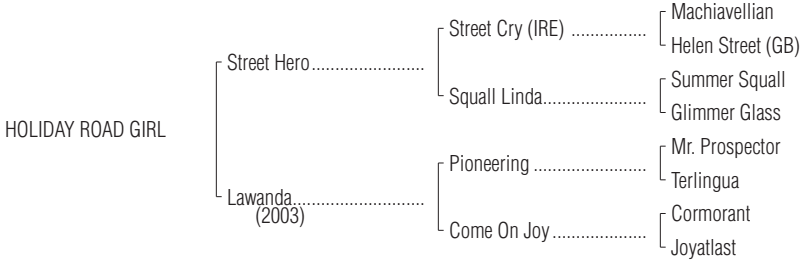 Machiavellian
Street Cry (IRE) ................
Helen Street (GB)
Street Hero........................
Summer Squall
Squall Linda......................
Glimmer Glass
HOLIDAY ROAD GIRL
Mr. Prospector
Pioneering ........................
Terlingua
Lawanda............................
(2003)
Cormorant
Come On Joy ....................
Joyatlast